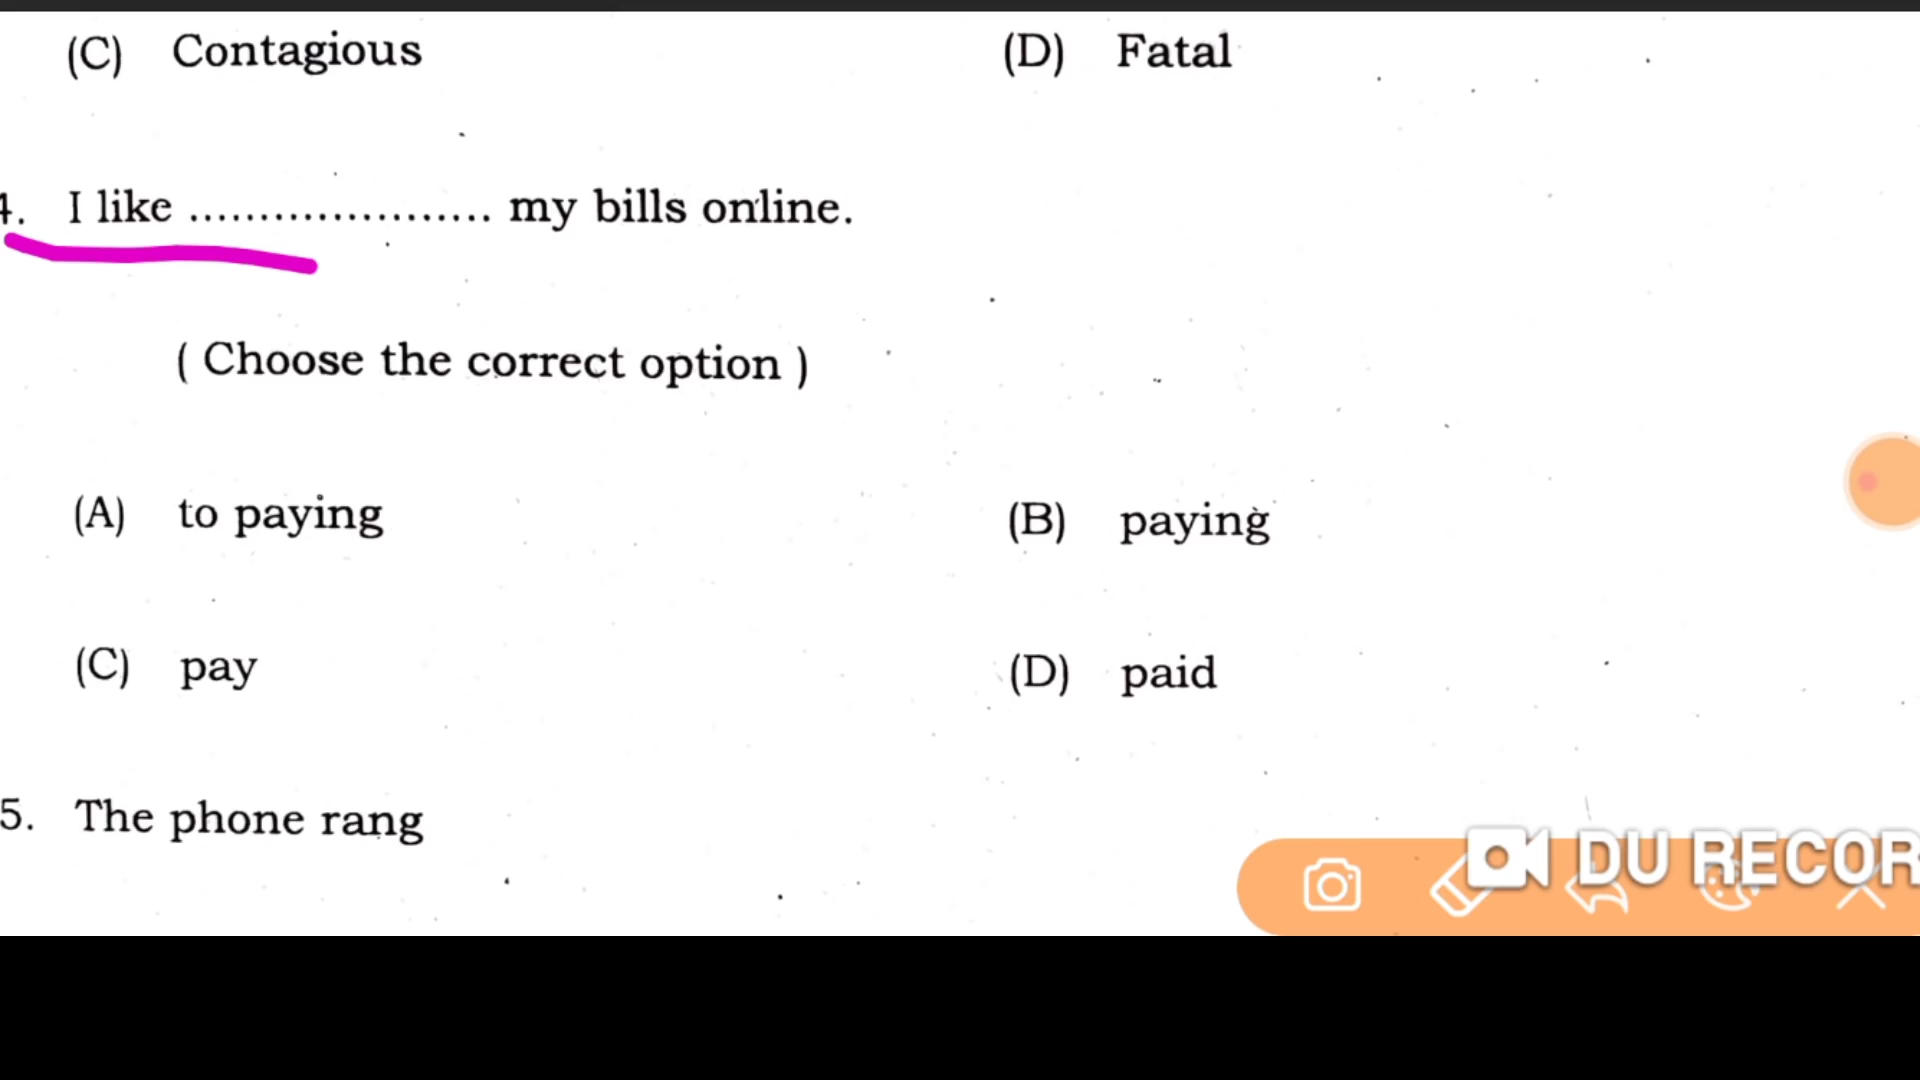 (C) Contagious (D) Fatal
4. I like ...................... my bills online.
( Choose the correct option )
(A) to paying (B) paying
(C) pay (D) paid
5. The phone rang
DU RECOR